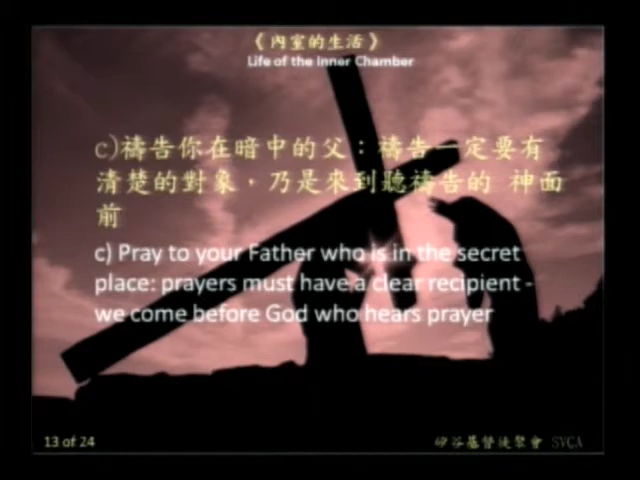 《內室的生活》
Life of the Inner Chamber
c)禱告你在暗中的父：禱告一定要有
清楚的對象，乃是來到聽禱告的 神面
前
c) Pray to your Father who is in the secret
place: prayers must have a clear recipient -
we come before God who hears prayer
13 of 24
矽谷基督徒聚會 SVCA